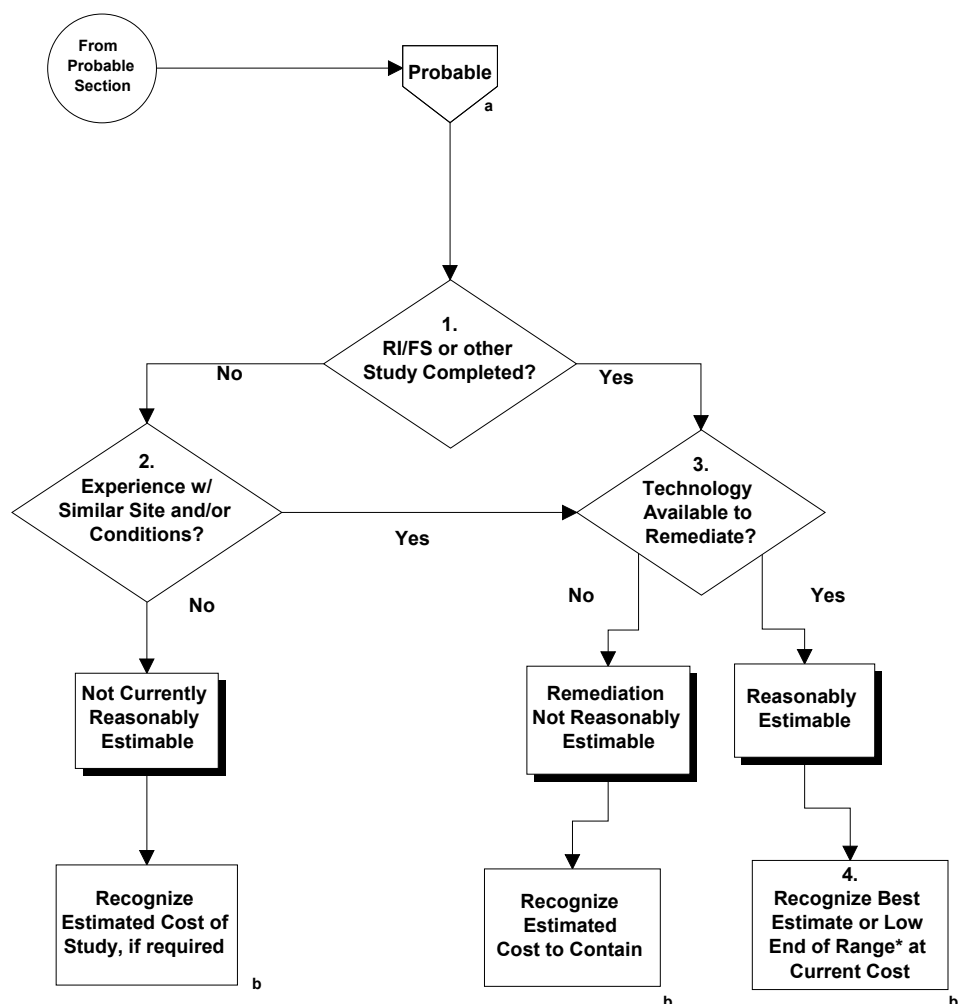 From
Probable
Section
Probable
a
1.
RI/FS or other
Study Completed?
No
Yes
2.
Experience w/
Similar Site and/or
Conditions?
Yes
No
3.
Technology
Available to
Remediate?
No
Yes
Not Currently
Reasonably
Estimable
Remediation
Not Reasonably
Estimable
Reasonably
Estimable
Recognize
Estimated Cost of
Study, if required
b
Recognize
Estimated
Cost to Contain
b
4.
Recognize Best
Estimate or Low
End of Range* at
Current Cost
b